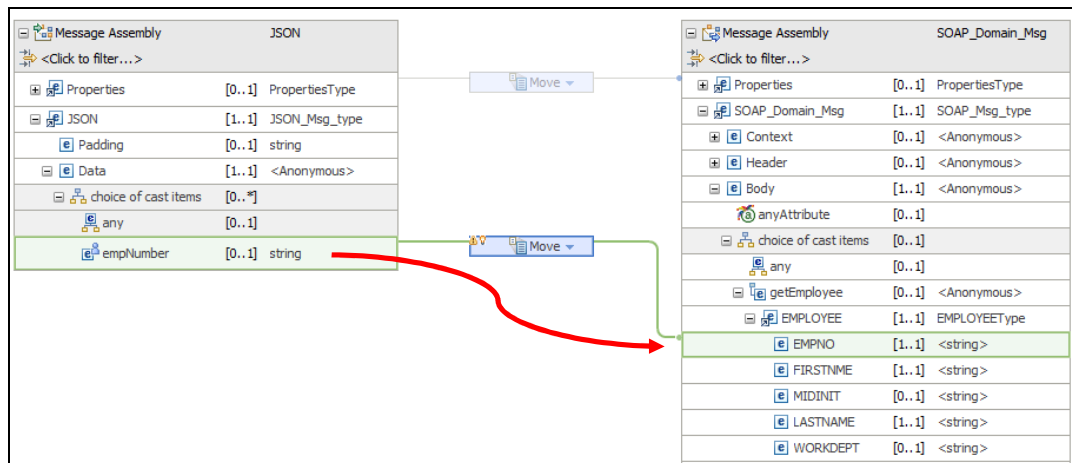 Message Assembly JSON
<Click to filter...>
Properties [0..1] PropertiesType
JSON [1..1] JSON_Msg_type
Padding [0..1] string
Data [1..1] <Anonymous>
choice of cast items [0..*]
any [0..1]
empNumber [0..1] string
Move
Move
Message Assembly SOAP_Domain_Msg
<Click to filter...>
Properties [0..1] PropertiesType
SOAP_Domain_Msg [1..1] SOAP_Msg_type
Context [0..1] <Anonymous>
Header [0..1] <Anonymous>
Body [1..1] <Anonymous>
anyAttribute [0..1]
choice of cast items [0..1]
any [0..1]
getEmployee [0..1] <Anonymous>
EMPLOYEE [1..1] EMPLOYEEType
EMPNO [1..1] <string>
FIRSTNME [1..1] <string>
MIDINIT [0..1] <string>
LASTNAME [1..1] <string>
WORKDEPT [0..1] <string>